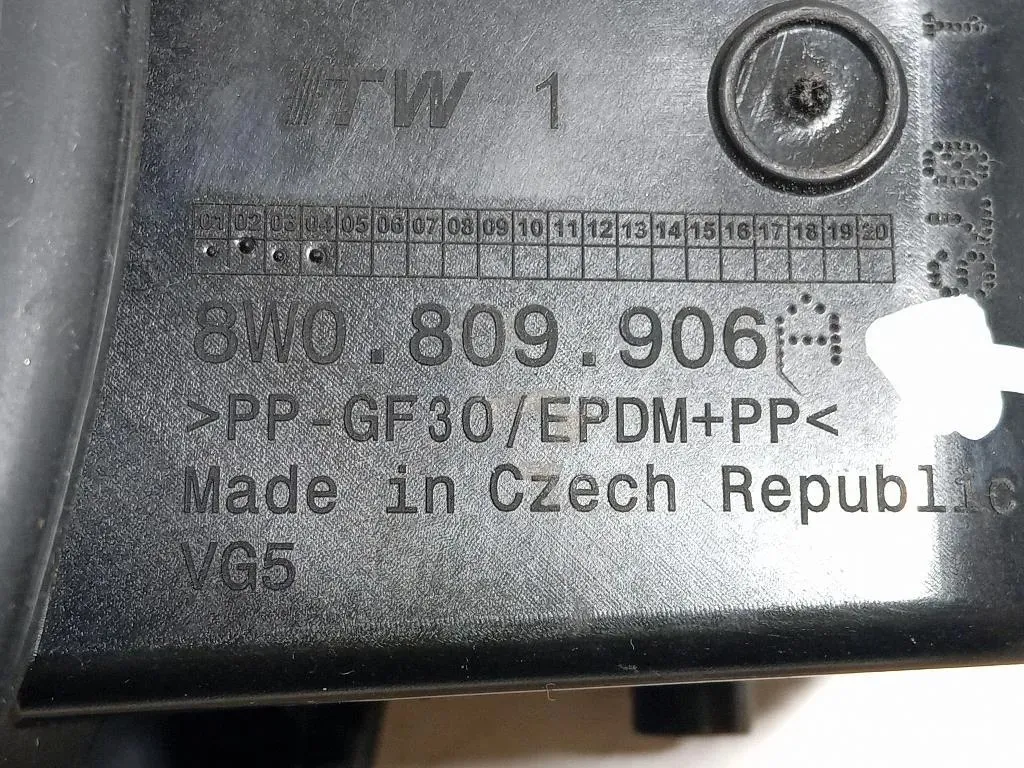 ITW 1
01 02 03 04 05 06 07 08 09 10 11 12 13 14 15 16 17 18 19 20
8W0.809.906 A
>PP-GF30/EPDM+PP<
Made in Czech Republic
VG5